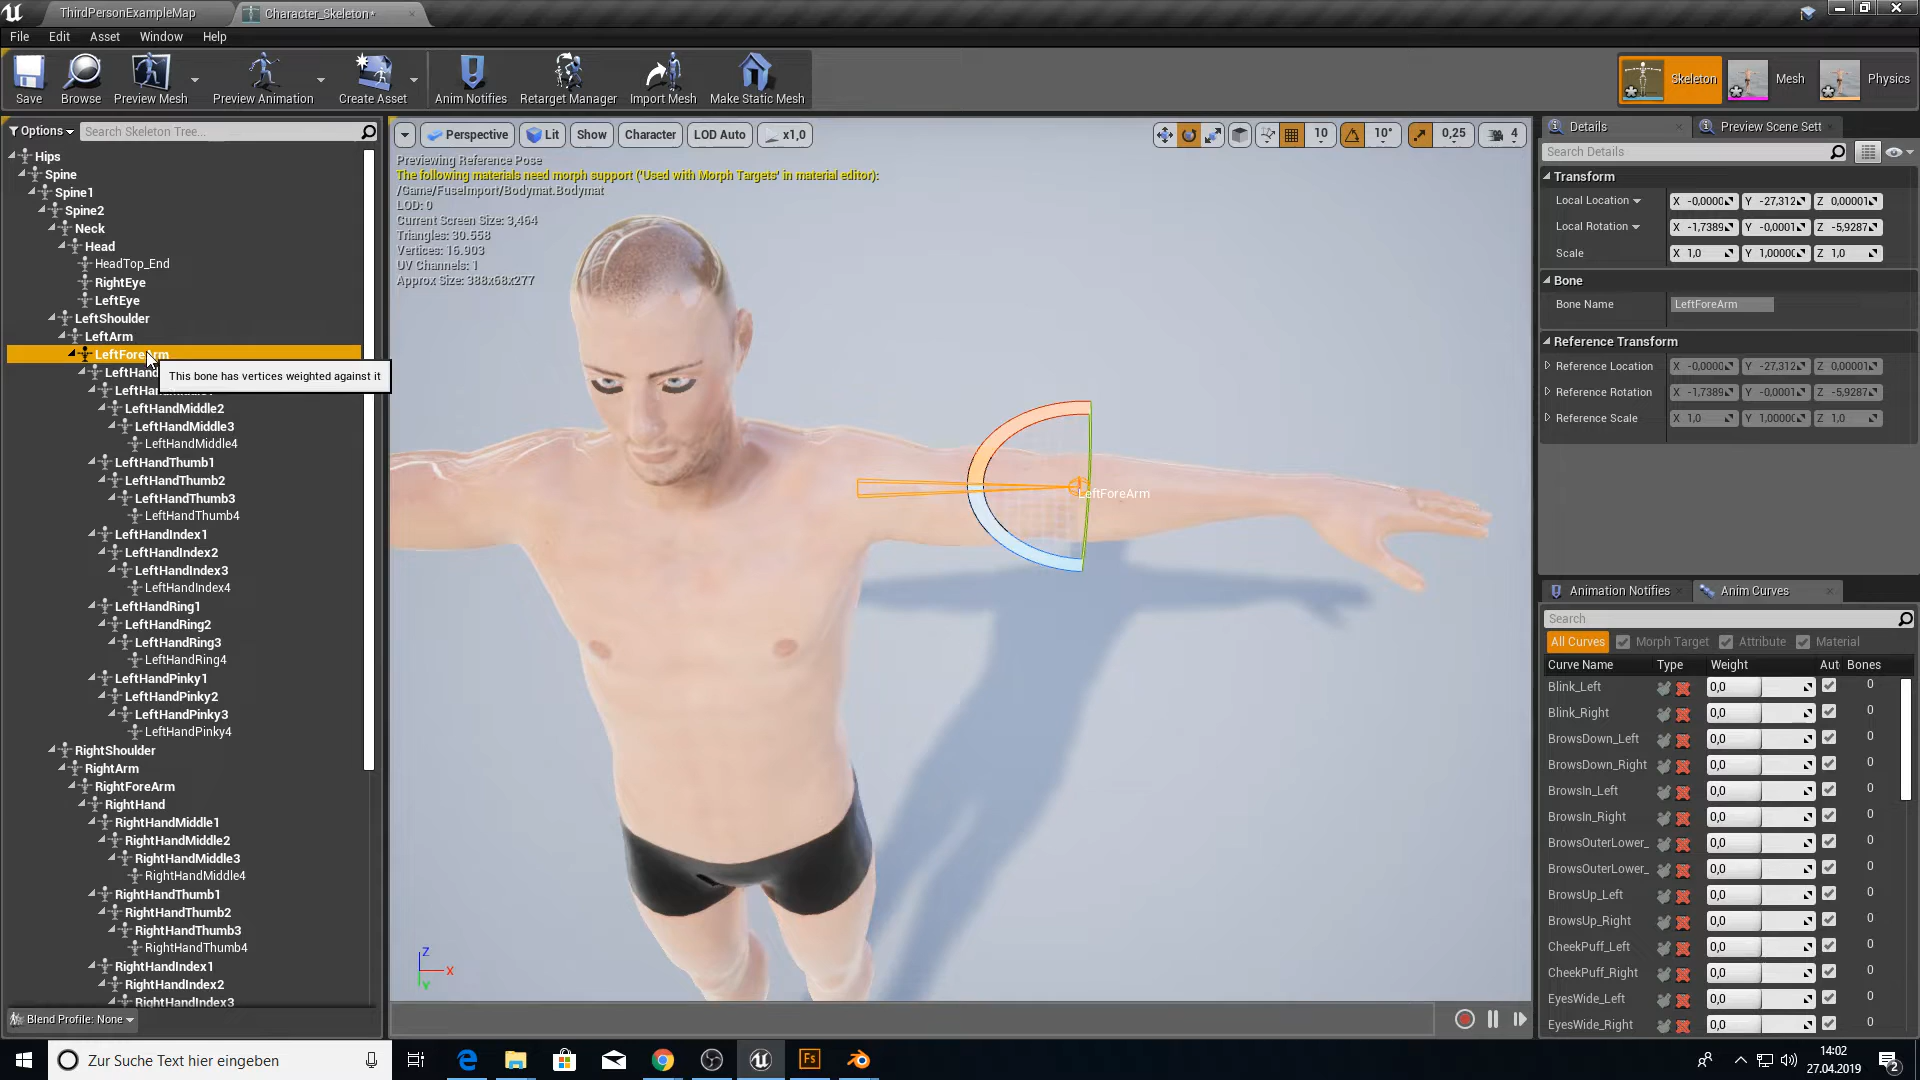 ThirdPersonExampleMap
Character_Skeleton*
File Edit Asset Window Help
Save Browse Preview Mesh Preview Animation Create Asset Anim Notifies Retarget Manager Import Mesh Make Static Mesh
Skeleton Mesh Physics
Options Search Skeleton Tree...
Hips
Spine
Spine1
Spine2
Neck
Head
HeadTop_End
RightEye
LeftEye
LeftShoulder
LeftArm
LeftForeArm
This bone has vertices weighted against it
LeftHand
LeftHandMiddle2
LeftHandMiddle3
LeftHandMiddle4
LeftHandThumb1
LeftHandThumb2
LeftHandThumb3
LeftHandThumb4
LeftHandIndex1
LeftHandIndex2
LeftHandIndex3
LeftHandIndex4
LeftHandRing1
LeftHandRing2
LeftHandRing3
LeftHandRing4
LeftHandPinky1
LeftHandPinky2
LeftHandPinky3
LeftHandPinky4
RightShoulder
RightArm
RightForeArm
RightHand
RightHandMiddle1
RightHandMiddle2
RightHandMiddle3
RightHandMiddle4
RightHandThumb1
RightHandThumb2
RightHandThumb3
RightHandThumb4
RightHandIndex1
RightHandIndex2
RightHandIndex3
Blend Profile: None
Perspective Lit Show Character LOD Auto x1,0
10 10° 0,25 4
Previewing Reference Pose
The following materials need morph support ('Used with Morph Targets' in material editor):
/Game/FuseImport/Bodymat.Bodymat
LOD: 0
Current Screen Size: 3,464
Triangles: 30.558
Vertices: 16.903
UV Channels: 1
Approx Size: 388x68x277
LeftForeArm
Z
X
Y
Details Preview Scene Sett
Search Details
Transform
Local Location X -0,0000 Y -27,312 Z 0,00001
Local Rotation X -1,7389 Y -0,0001 Z -5,9287
Scale X 1,0 Y 1,0000 Z 1,0
Bone
Bone Name LeftForeArm
Reference Transform
Reference Location X -0,0000 Y -27,312 Z 0,00001
Reference Rotation X -1,7389 Y -0,0001 Z -5,9287
Reference Scale X 1,0 Y 1,0000 Z 1,0
Animation Notifies Anim Curves
Search
All Curves Morph Target Attribute Material
Curve Name Type Weight Aut Bones
Blink_Left 0,0 0
Blink_Right 0,0 0
BrowsDown_Left 0,0 0
BrowsDown_Right 0,0 0
BrowsIn_Left 0,0 0
BrowsIn_Right 0,0 0
BrowsOuterLower_ 0,0 0
BrowsOuterLower_ 0,0 0
BrowsUp_Left 0,0 0
BrowsUp_Right 0,0 0
CheekPuff_Left 0,0 0
CheekPuff_Right 0,0 0
EyesWide_Left 0,0 0
EyesWide_Right 0,0 0
Zur Suche Text hier eingeben
Fs
14:02
27.04.2019
2